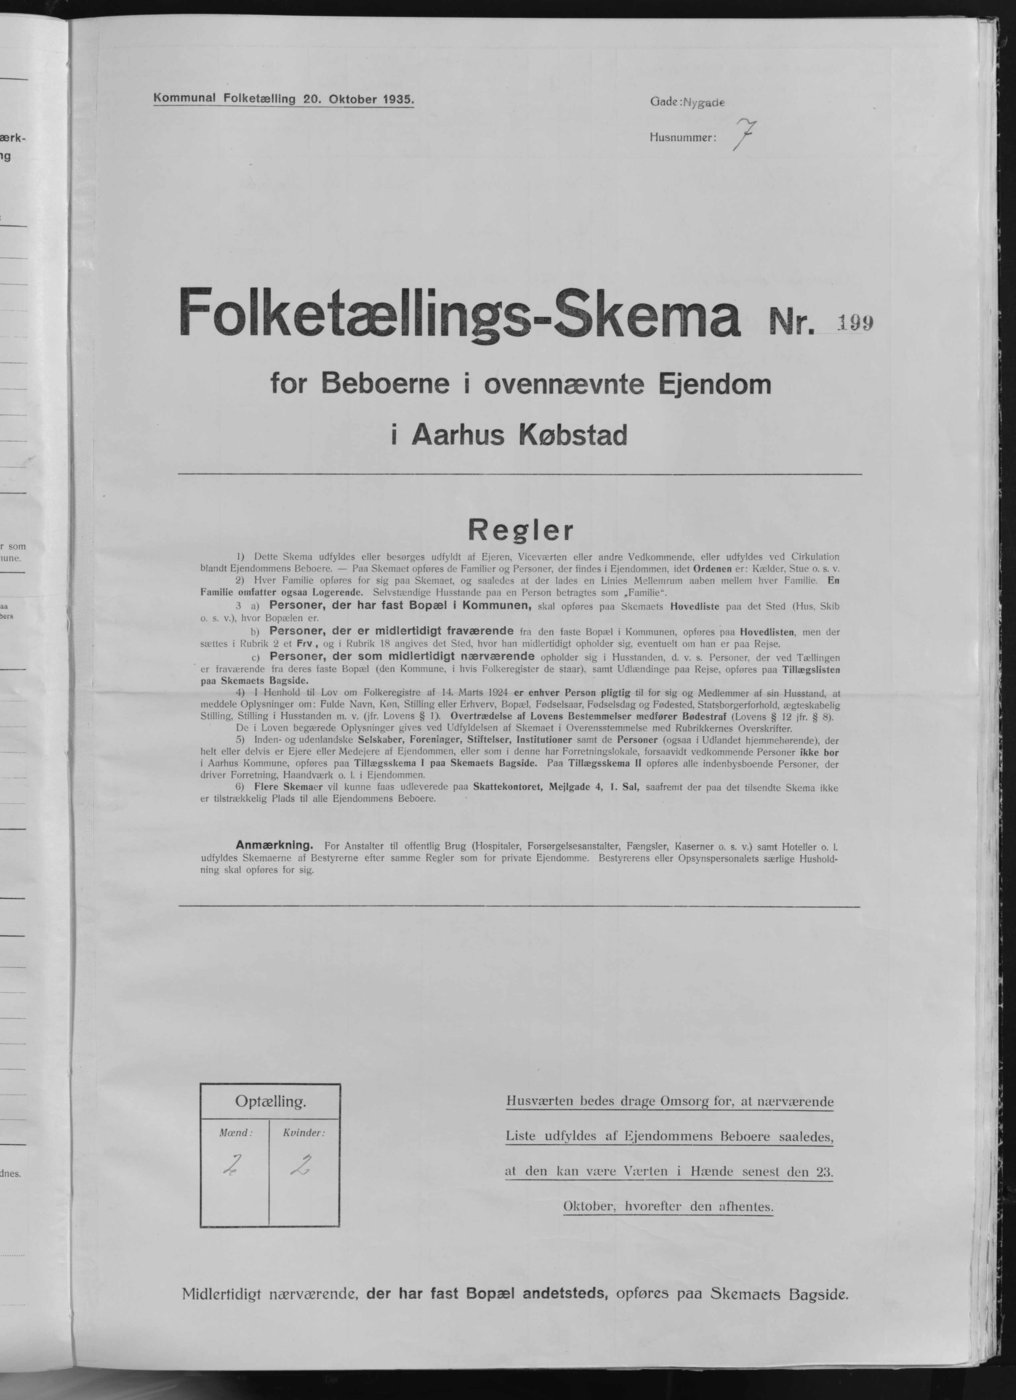 Kommunal Folketælling 20. Oktober 1935.
Gade: Nygade
Husnummer: 7
Folketællings-Skema Nr. 199
for Beboerne i ovennævnte Ejendom
i Aarhus Købstad
Regler
1) Dette Skema udfyldes eller besørges udfyldt af Ejeren, Viceværten eller andre Vedkommende, eller udfyldes ved Cirkulation
blandt Ejendommens Beboere. — Paa Skemaet opføres de Familier og Personer, der findes i Ejendommen, idet Ordenen er: Kælder, Stue o. s. v.
2) Hver Familie opføres for sig paa Skemaet, og saaledes at der lades en Linies Mellemrum aaben mellem hver Familie. En
Familie omfatter ogsaa Logerende. Selvstændige Husstande paa en Person betragtes som „Familie“.
3 a) Personer, der har fast Bopæl i Kommunen, skal opføres paa Skemaets Hovedliste paa det Sted (Hus, Skib
o. s. v.), hvor Bopælen er.
b) Personer, der er midlertidigt fraværende fra den faste Bopæl i Kommunen, opføres paa Hovedlisten, men der
sættes i Rubrik 2 et Frv., og i Rubrik 18 angives det Sted, hvor han midlertidigt opholder sig, eventuelt om han er paa Rejse.
c) Personer, der som midlertidigt nærværende opholder sig i Husstanden, d. v. s. Personer, der ved Tællingen
er fraværende fra deres faste Bopæl (den Kommune, i hvis Folkeregister de staar), samt Udlændinge paa Rejse, opføres paa Tillægslisten
paa Skemaets Bagside.
4) I Henhold til Lov om Folkeregistre af 14. Marts 1924 er enhver Person pligtig til for sig og Medlemmer af sin Husstand, at
meddele Oplysninger om: Fulde Navn, Køn, Stilling eller Erhverv, Bopæl, Fødselsaar, Fødselsdag og Fødested, Statsborgerforhold, ægteskabelig
Stilling, Stilling i Husstanden m. v. (jfr. Lovens § 1). Overtrædelse af Lovens Bestemmelser medfører Bødestraf (Lovens § 12 jfr. § 8).
De i Loven begærede Oplysninger gives ved Udfyldelsen af Skemaet i Overensstemmelse med Rubrikkernes Overskrifter.
5) Inden- og udenlandske Selskaber, Foreninger, Stiftelser, Institutioner samt de Personer (ogsaa i Udlandet hjemmehørende), der
helt eller delvis er Ejere eller Medejere af Ejendommen, eller som i denne har Forretningslokale, forsaavidt vedkommende Personer ikke bor
i Aarhus Kommune, opføres paa Tillægsskema I paa Skemaets Bagside. Paa Tillægsskema II opføres alle indenbysboende Personer, der
driver Forretning, Haandværk o. l. i Ejendommen.
6) Flere Skemaer vil kunne faas udleverede paa Skattekontoret, Mejlgade 4, 1. Sal, saafremt der paa det tilsendte Skema ikke
er tilstrækkelig Plads til alle Ejendommens Beboere.
Anmærkning. For Anstalter til offentlig Brug (Hospitaler, Forsørgelsesanstalter, Fængsler, Kaserner o. s. v.) samt Hoteller o. l.
udfyldes Skemaerne af Bestyrerne efter samme Regler som for private Ejendomme. Bestyrerens eller Opsynspersonalets særlige Hushold-
ning skal opføres for sig.
Optælling.
Mænd: Kvinder:
2 2
Husværten bedes drage Omsorg for, at nærværende
Liste udfyldes af Ejendommens Beboere saaledes,
at den kan være Værten i Hænde senest den 23.
Oktober, hvorefter den afhentes.
Midlertidigt nærværende, der har fast Bopæl andetsteds, opføres paa Skemaets Bagside.